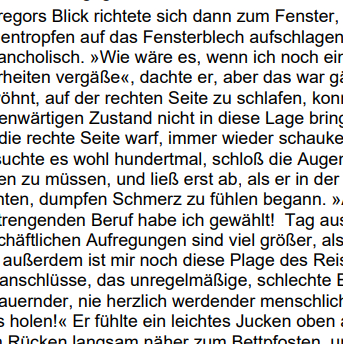 regors Blick richtete sich dann zum Fenster,
entropfen auf das Fensterblech aufschlagen
ancholisch. »Wie wäre es, wenn ich noch ein
rheiten vergäße«, dachte er, aber das war gä
öhnt, auf der rechten Seite zu schlafen, kon
enwärtigen Zustand nicht in diese Lage bring
die rechte Seite warf, immer wieder schauke
suchte es wohl hundertmal, schloß die Auge
en zu müssen, und ließ erst ab, als er in der
nten, dumpfen Schmerz zu fühlen begann. »A
trengenden Beruf habe ich gewählt! Tag aus
chäftlichen Aufregungen sind viel größer, als
außerdem ist mir noch diese Plage des Reis
anschlüsse, das unregelmäßige, schlechte E
auernder, nie herzlich werdender menschlich
s holen!« Er fühlte ein leichtes Jucken oben a
Rücken langsam näher zum Bettpfosten, u